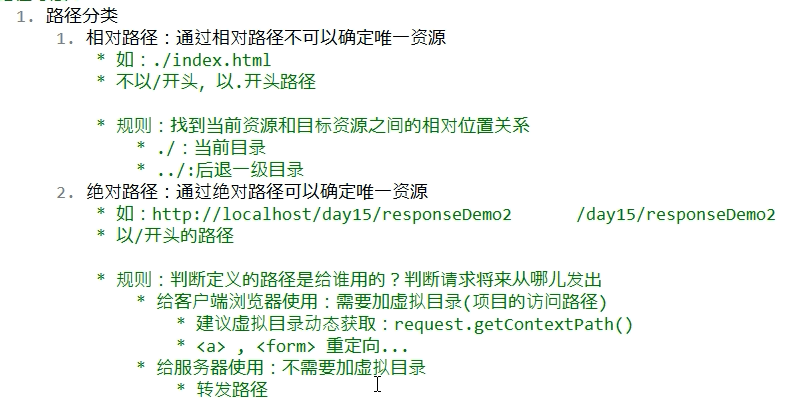 1. 路径分类
1. 相对路径：通过相对路径不可以确定唯一资源
* 如：./index.html
* 不以/开头，以.开头路径
* 规则：找到当前资源和目标资源之间的相对位置关系
* ./：当前目录
* ../:后退一级目录
2. 绝对路径：通过绝对路径可以确定唯一资源
* 如：http://localhost/day15/responseDemo2 /day15/responseDemo2
* 以/开头的路径
* 规则：判断定义的路径是给谁用的？判断请求将来从哪儿发出
* 给客户端浏览器使用：需要加虚拟目录(项目的访问路径)
* 建议虚拟目录动态获取：request.getContextPath()
* <a> , <form> 重定向...
* 给服务器使用：不需要加虚拟目录
* 转发路径